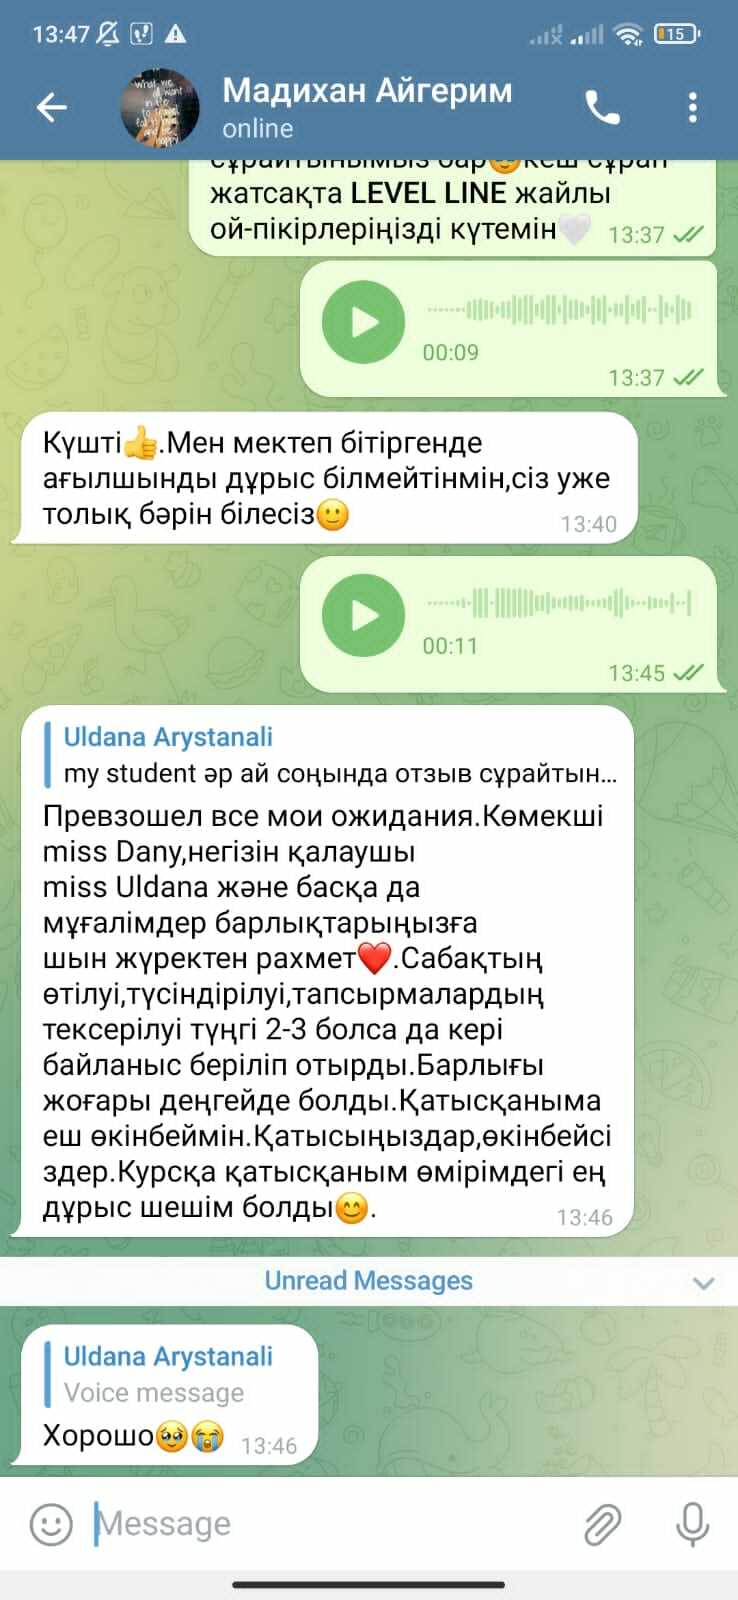 13:47
15
Мадихан Айгерим
online
сұрайтынымыз бар😇кеш сұрап
жатсақта LEVEL LINE жайлы
ой-пікірлеріңізді күтемін🤍 13:37
00:09
13:37
Күшті👍.Мен мектеп бітіргенде
ағылшынды дұрыс білмейтінмін,сіз уже
толық бәрін білесіз🙂 13:40
00:11
13:45
Uldana Arystanali
my student әр ай соңында отзыв сұрайтын...
Превзошел все мои ожидания.Көмекші
miss Dany,негізін қалаушы
miss Uldana және басқа да
мұғалімдер барлықтарыңызға
шын жүректен рахмет❤️.Сабақтың
өтілуі,түсіндірілуі,тапсырмалардың
тексерілуі түңгі 2-3 болса да кері
байланыс беріліп отырды.Барлығы
жоғары деңгейде болды.Қатысқаныма
еш өкінбеймін.Қатысыңыздар,өкінбейсі
здер.Курсқа қатысқаным өмірімдегі ең
дұрыс шешім болды😊. 13:46
Unread Messages
Uldana Arystanali
Voice message
Хорошо🥹😭 13:46
Message